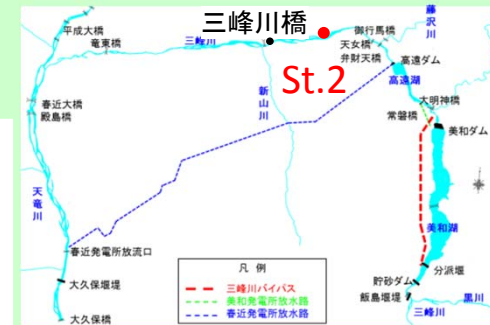 平成大橋
竜東橋
三峰川
三峰川橋
St.2
御行馬橋
藤沢川
天女橋
弁財天橋
高遠ダム
高遠湖
大明神橋
常磐橋
美和ダム
新山川
春近大橋
殿島橋
天竜川
美和湖
春近発電所放流口
大久保堰堤
大久保橋
分派堰
貯砂ダム
飯島堰堤
黒川
三峰川
凡例
三峰川バイパス
美和発電所放水路
春近発電所放水路